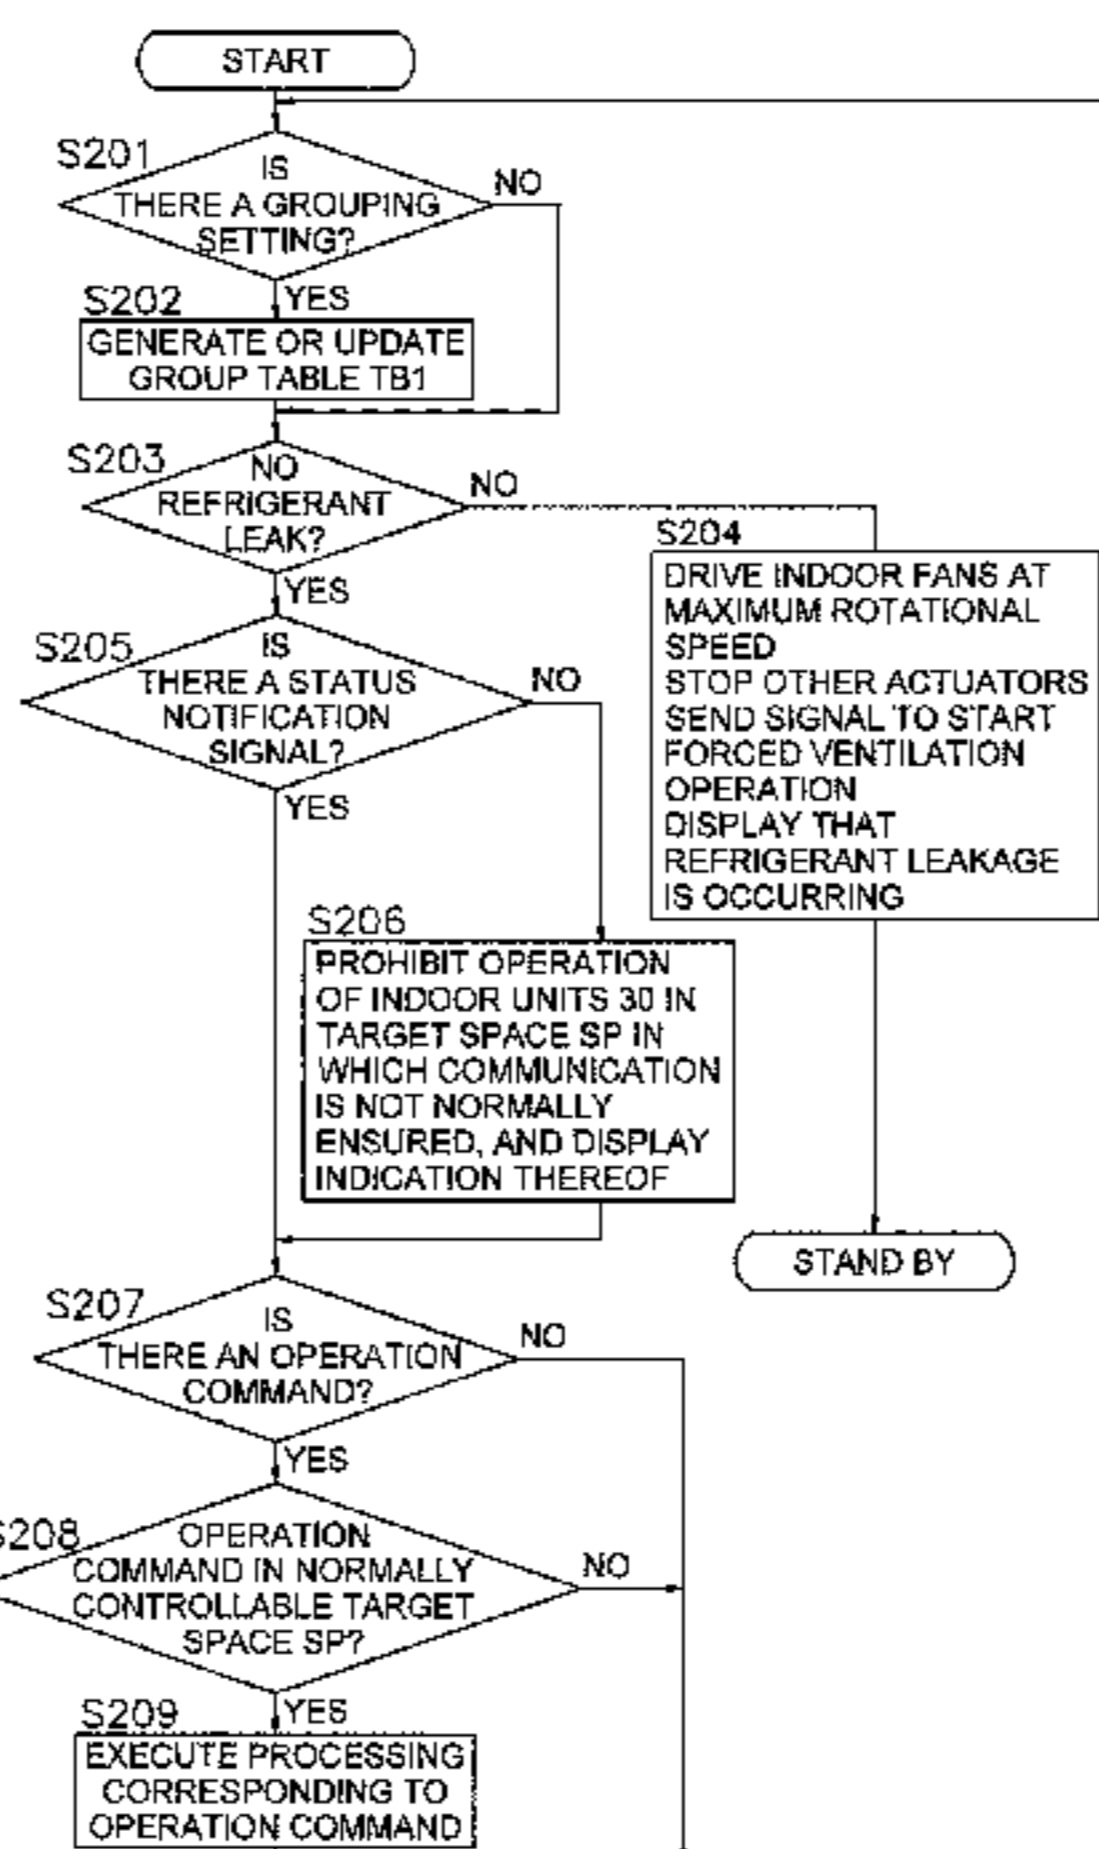 START
S201
IS
THERE A GROUPING
SETTING?
NO
YES
S202
GENERATE OR UPDATE
GROUP TABLE TB1
S203
NO
REFRIGERANT
LEAK?
NO
YES
S204
DRIVE INDOOR FANS AT
MAXIMUM ROTATIONAL
SPEED
STOP OTHER ACTUATORS
SEND SIGNAL TO START
FORCED VENTILATION
OPERATION
DISPLAY THAT
REFRIGERANT LEAKAGE
IS OCCURRING
S205
IS
THERE A STATUS
NOTIFICATION
SIGNAL?
NO
YES
S206
PROHIBIT OPERATION
OF INDOOR UNITS 30 IN
TARGET SPACE SP IN
WHICH COMMUNICATION
IS NOT NORMALLY
ENSURED, AND DISPLAY
INDICATION THEREOF
STAND BY
S207
IS
THERE AN OPERATION
COMMAND?
NO
YES
S208
OPERATION
COMMAND IN NORMALLY
CONTROLLABLE TARGET
SPACE SP?
NO
YES
S209
EXECUTE PROCESSING
CORRESPONDING TO
OPERATION COMMAND